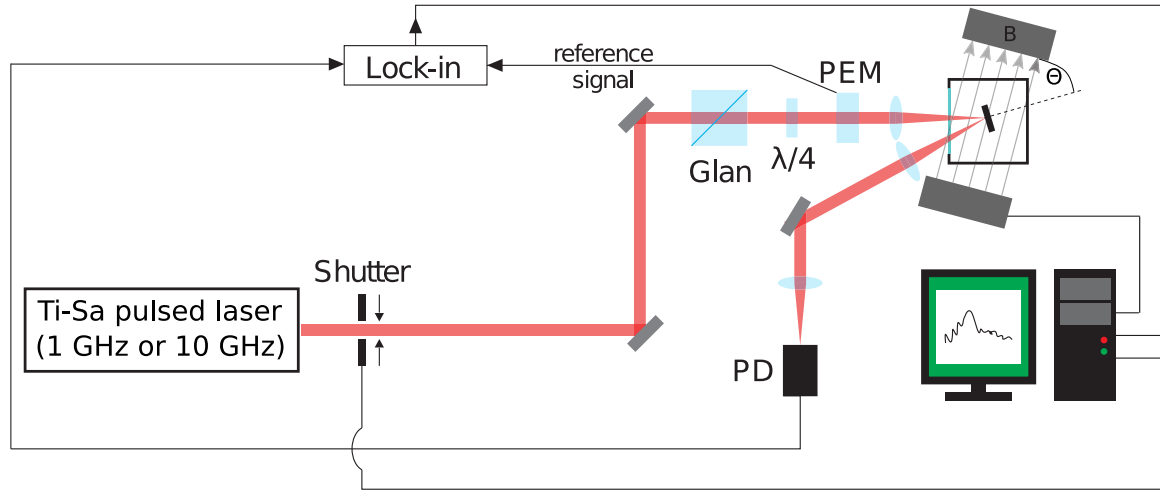 B
Lock-in
reference
signal
PEM
Θ
Glan
λ/4
Shutter
Ti-Sa pulsed laser
(1 GHz or 10 GHz)
PD